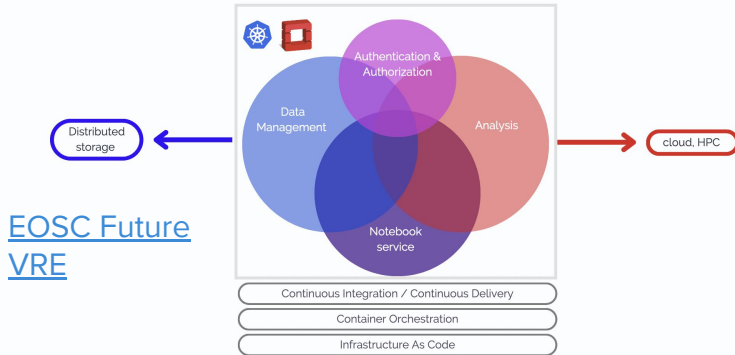 Authentication &
Authorization
Data
Management
Analysis
Distributed
storage
cloud, HPC
EOSC Future
VRE
Notebook
service
Continuous Integration / Continuous Delivery
Container Orchestration
Infrastructure As Code